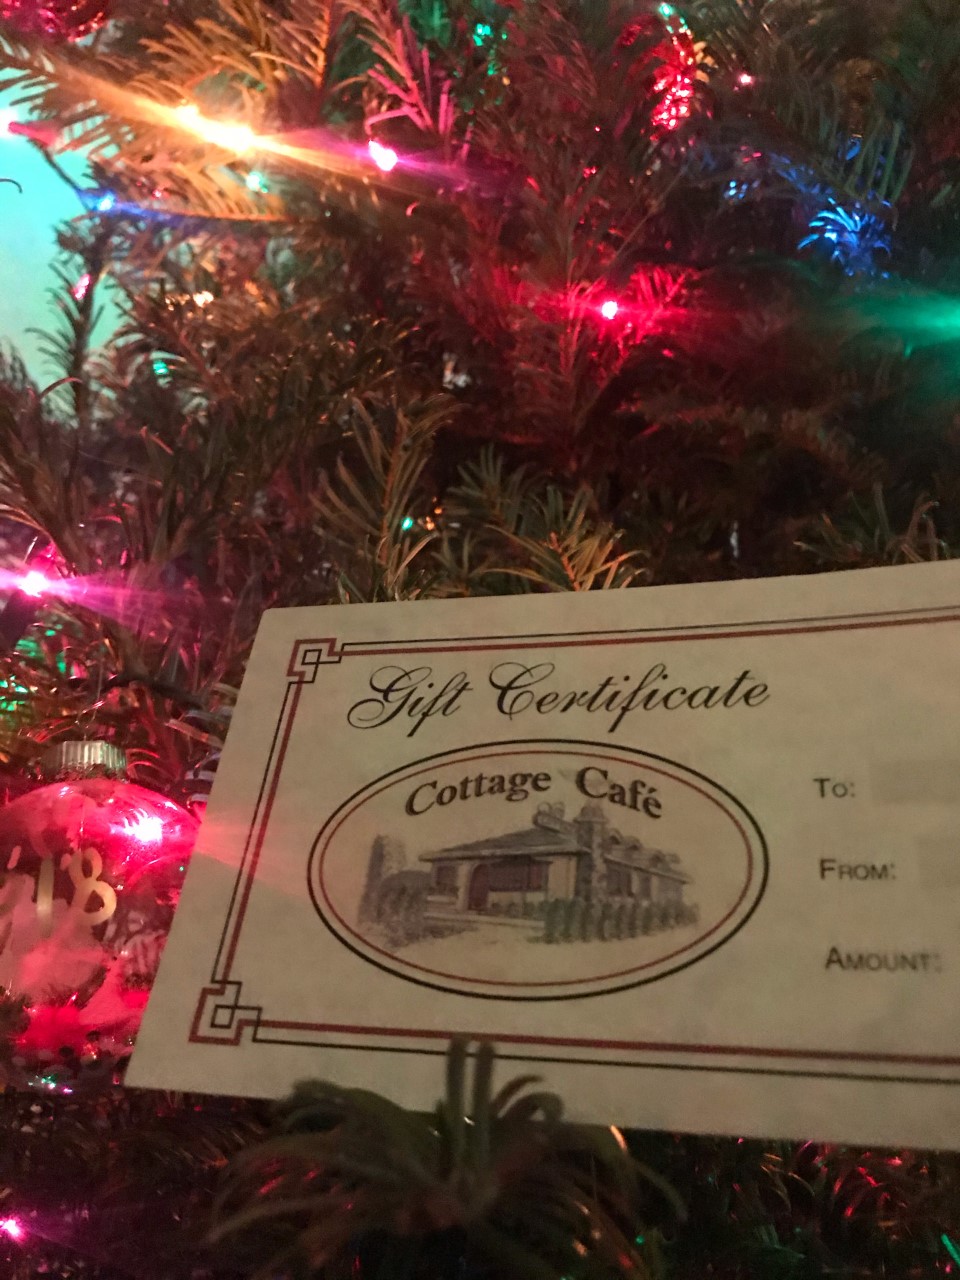 Gift Certificate
Cottage Café
To:
From:
Amount: